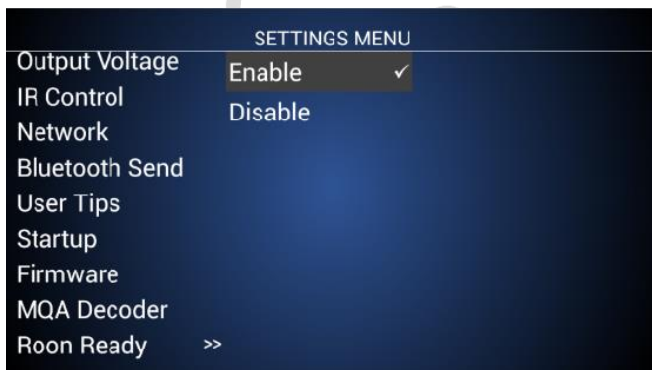 SETTINGS MENU
Output Voltage
IR Control
Network
Bluetooth Send
User Tips
Startup
Firmware
MQA Decoder
Roon Ready >>
Enable ✓
Disable